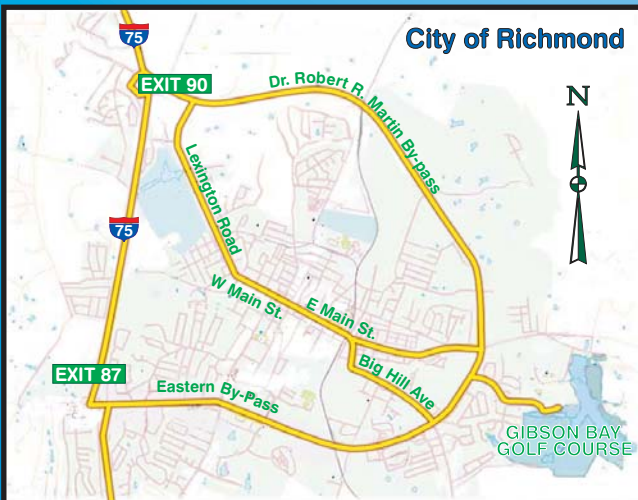 City of Richmond
75
EXIT 90
Dr. Robert R. Martin By-pass
N
Lexington Road
75
W Main St.
E Main St.
EXIT 87
Eastern By-Pass
Big Hill Ave
GIBSON BAY
GOLF COURSE